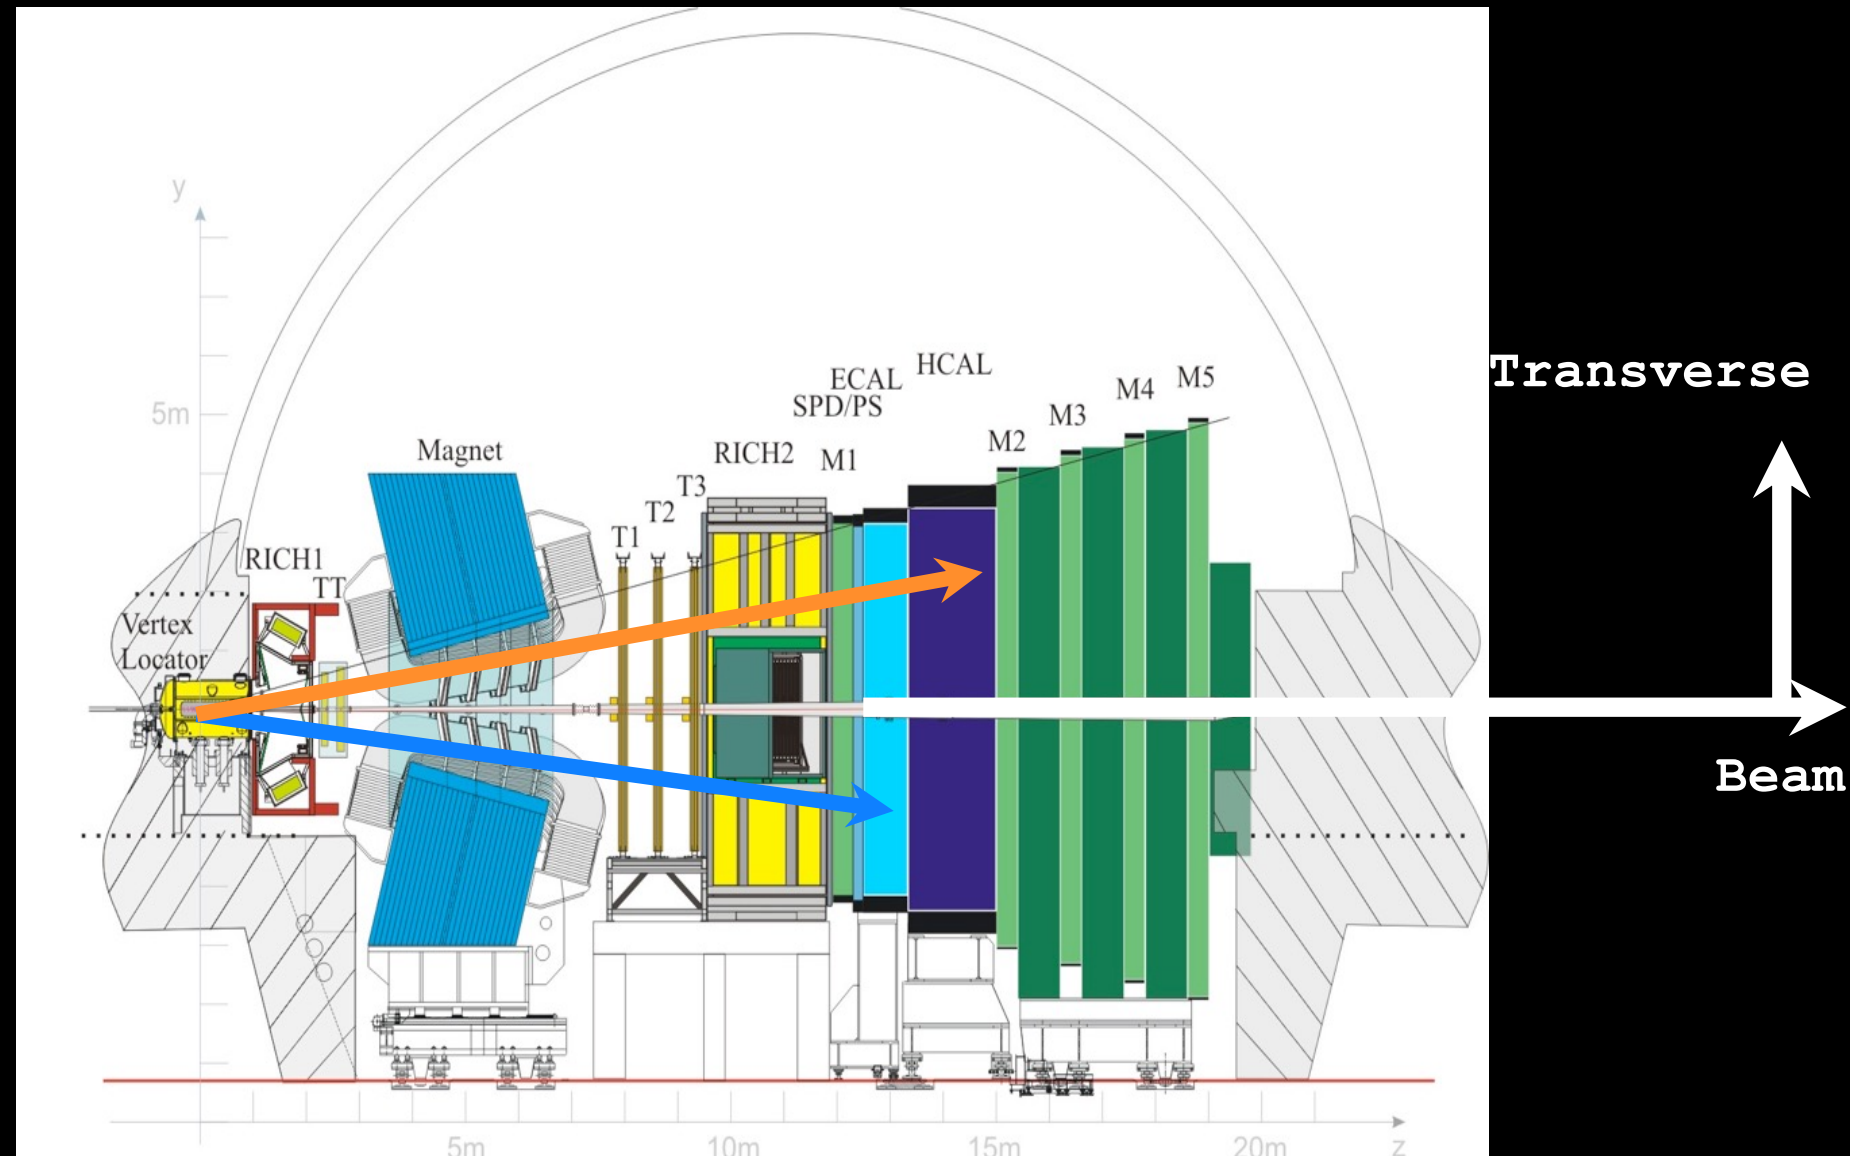 y
5m
HCAL
ECAL
SPD/PS
M5
M4
M3
M2
M1
RICH2
Magnet
T3
T2
T1
RICH1
TT
Vertex
Locator
Transverse
Beam
5m
10m
15m
20m
z